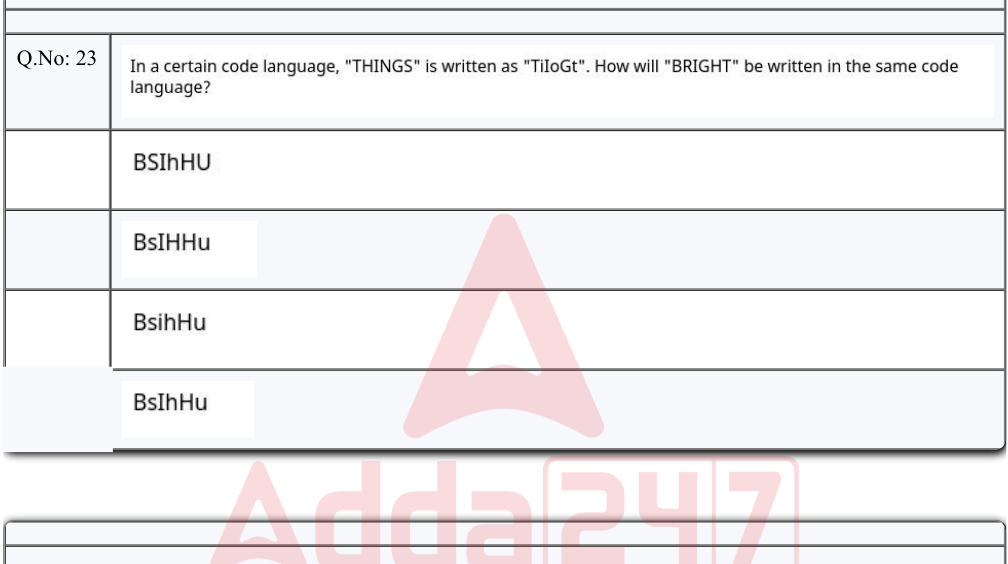 Q.No: 23
In a certain code language, "THINGS" is written as "TiIoGt". How will "BRIGHT" be written in the same code
language?
BSIhHU
BsIHHu
BsihHu
BsIhHu
Adda247